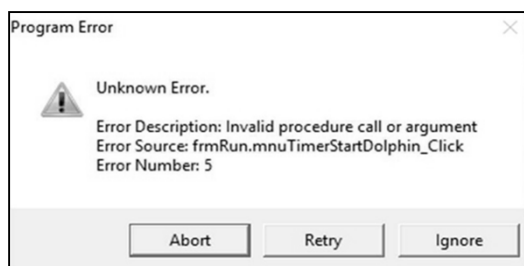 Program Error
Unknown Error.
Error Description: Invalid procedure call or argument
Error Source: frmRun.mnuTimerStartDolphin_Click
Error Number: 5
Abort
Retry
Ignore